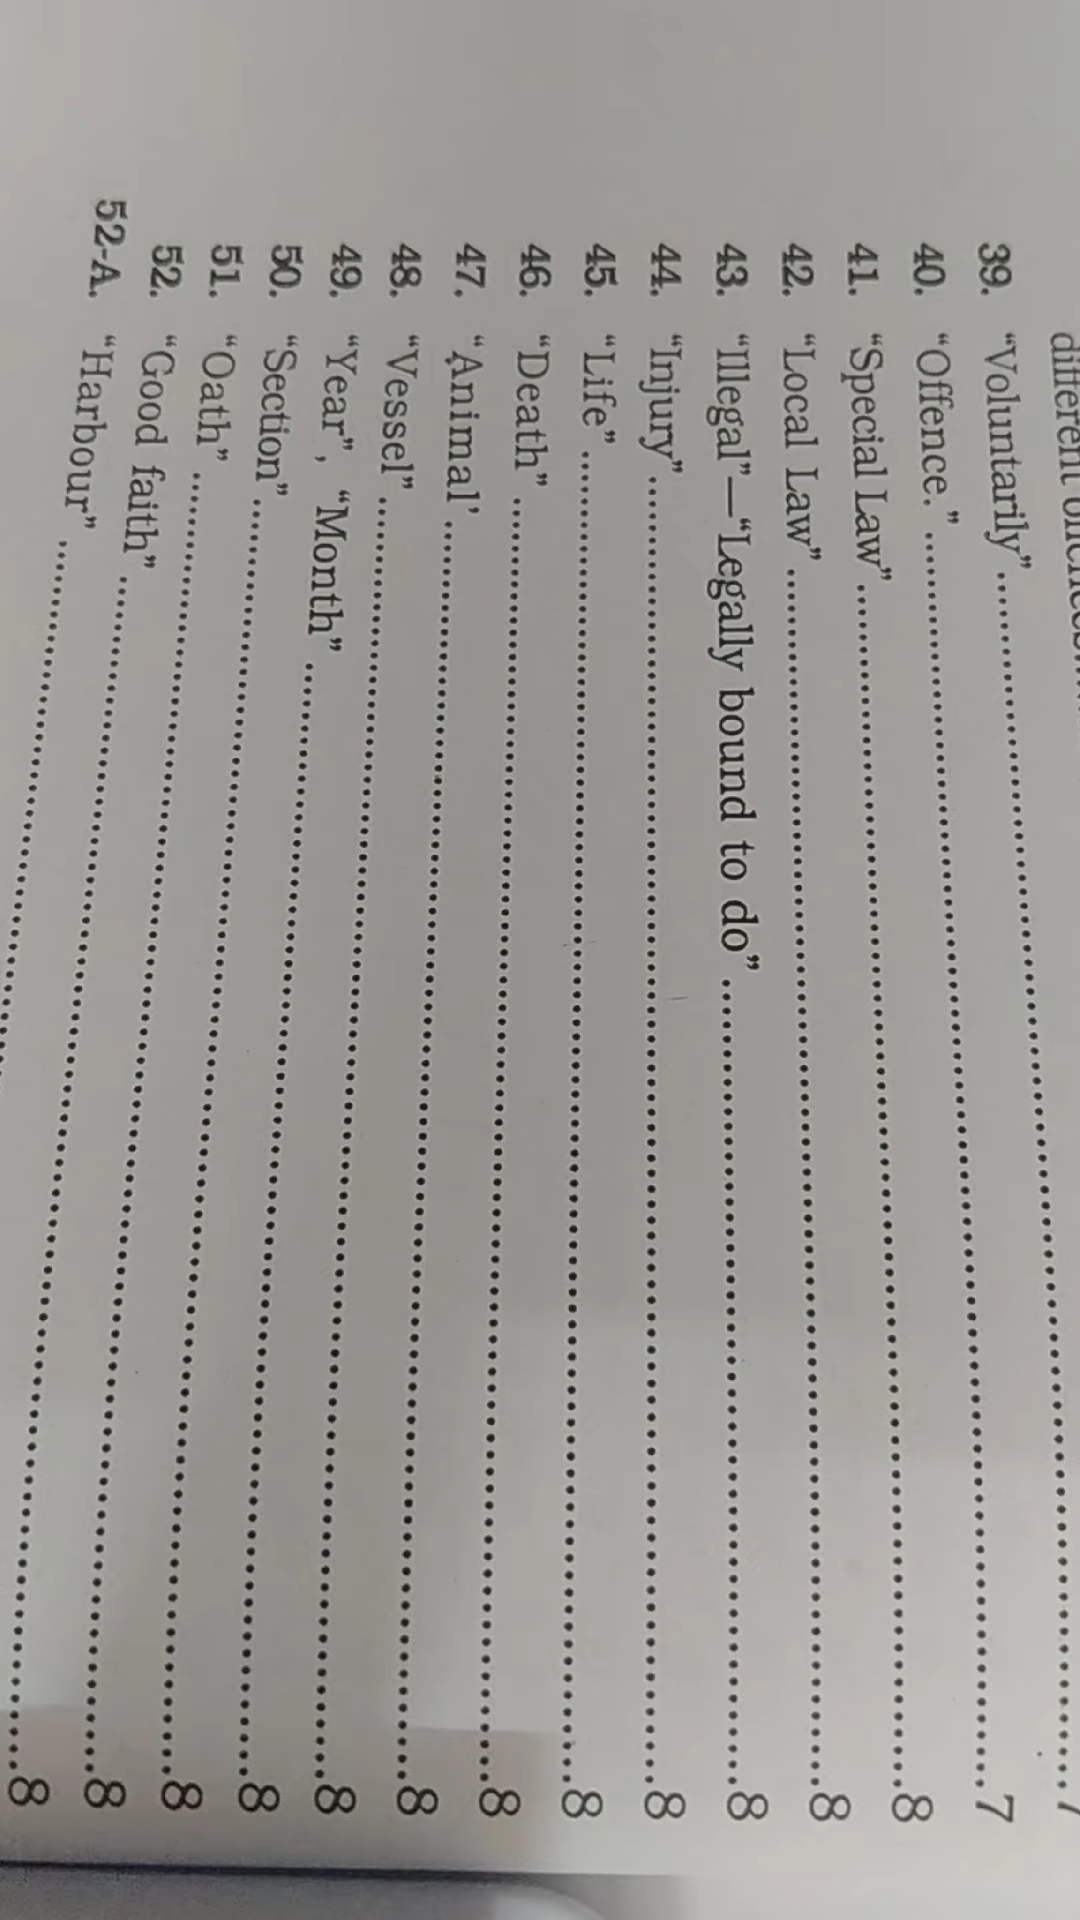 different
39. “Voluntarily” ........................................................7
40. “Offence.” ........................................................7
41. “Special Law” ........................................................8
42. “Local Law” ........................................................8
43. “Illegal”—“Legally bound to do” ........................................................8
44. “Injury” ........................................................8
45. “Life” ........................................................8
46. “Death” ........................................................8
47. “Animal’ ........................................................8
48. “Vessel” ........................................................8
49. “Year”, “Month” ........................................................8
50. “Section” ........................................................8
51. “Oath” ........................................................8
52. “Good faith” ........................................................8
52-A. “Harbour” ........................................................